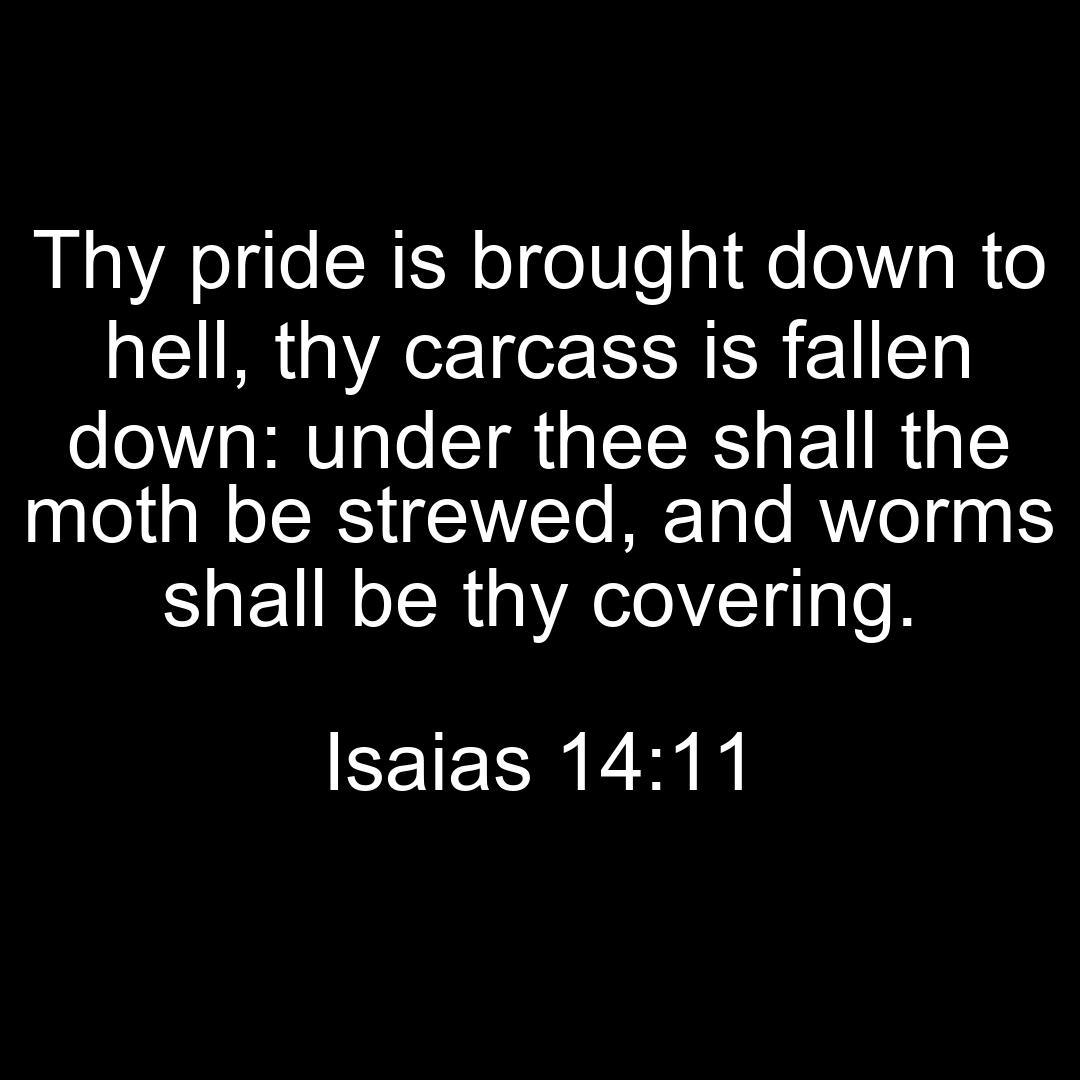 Thy pride is brought down to
hell, thy carcass is fallen
down: under thee shall the
moth be strewed, and worms
shall be thy covering.
Isaias 14:11